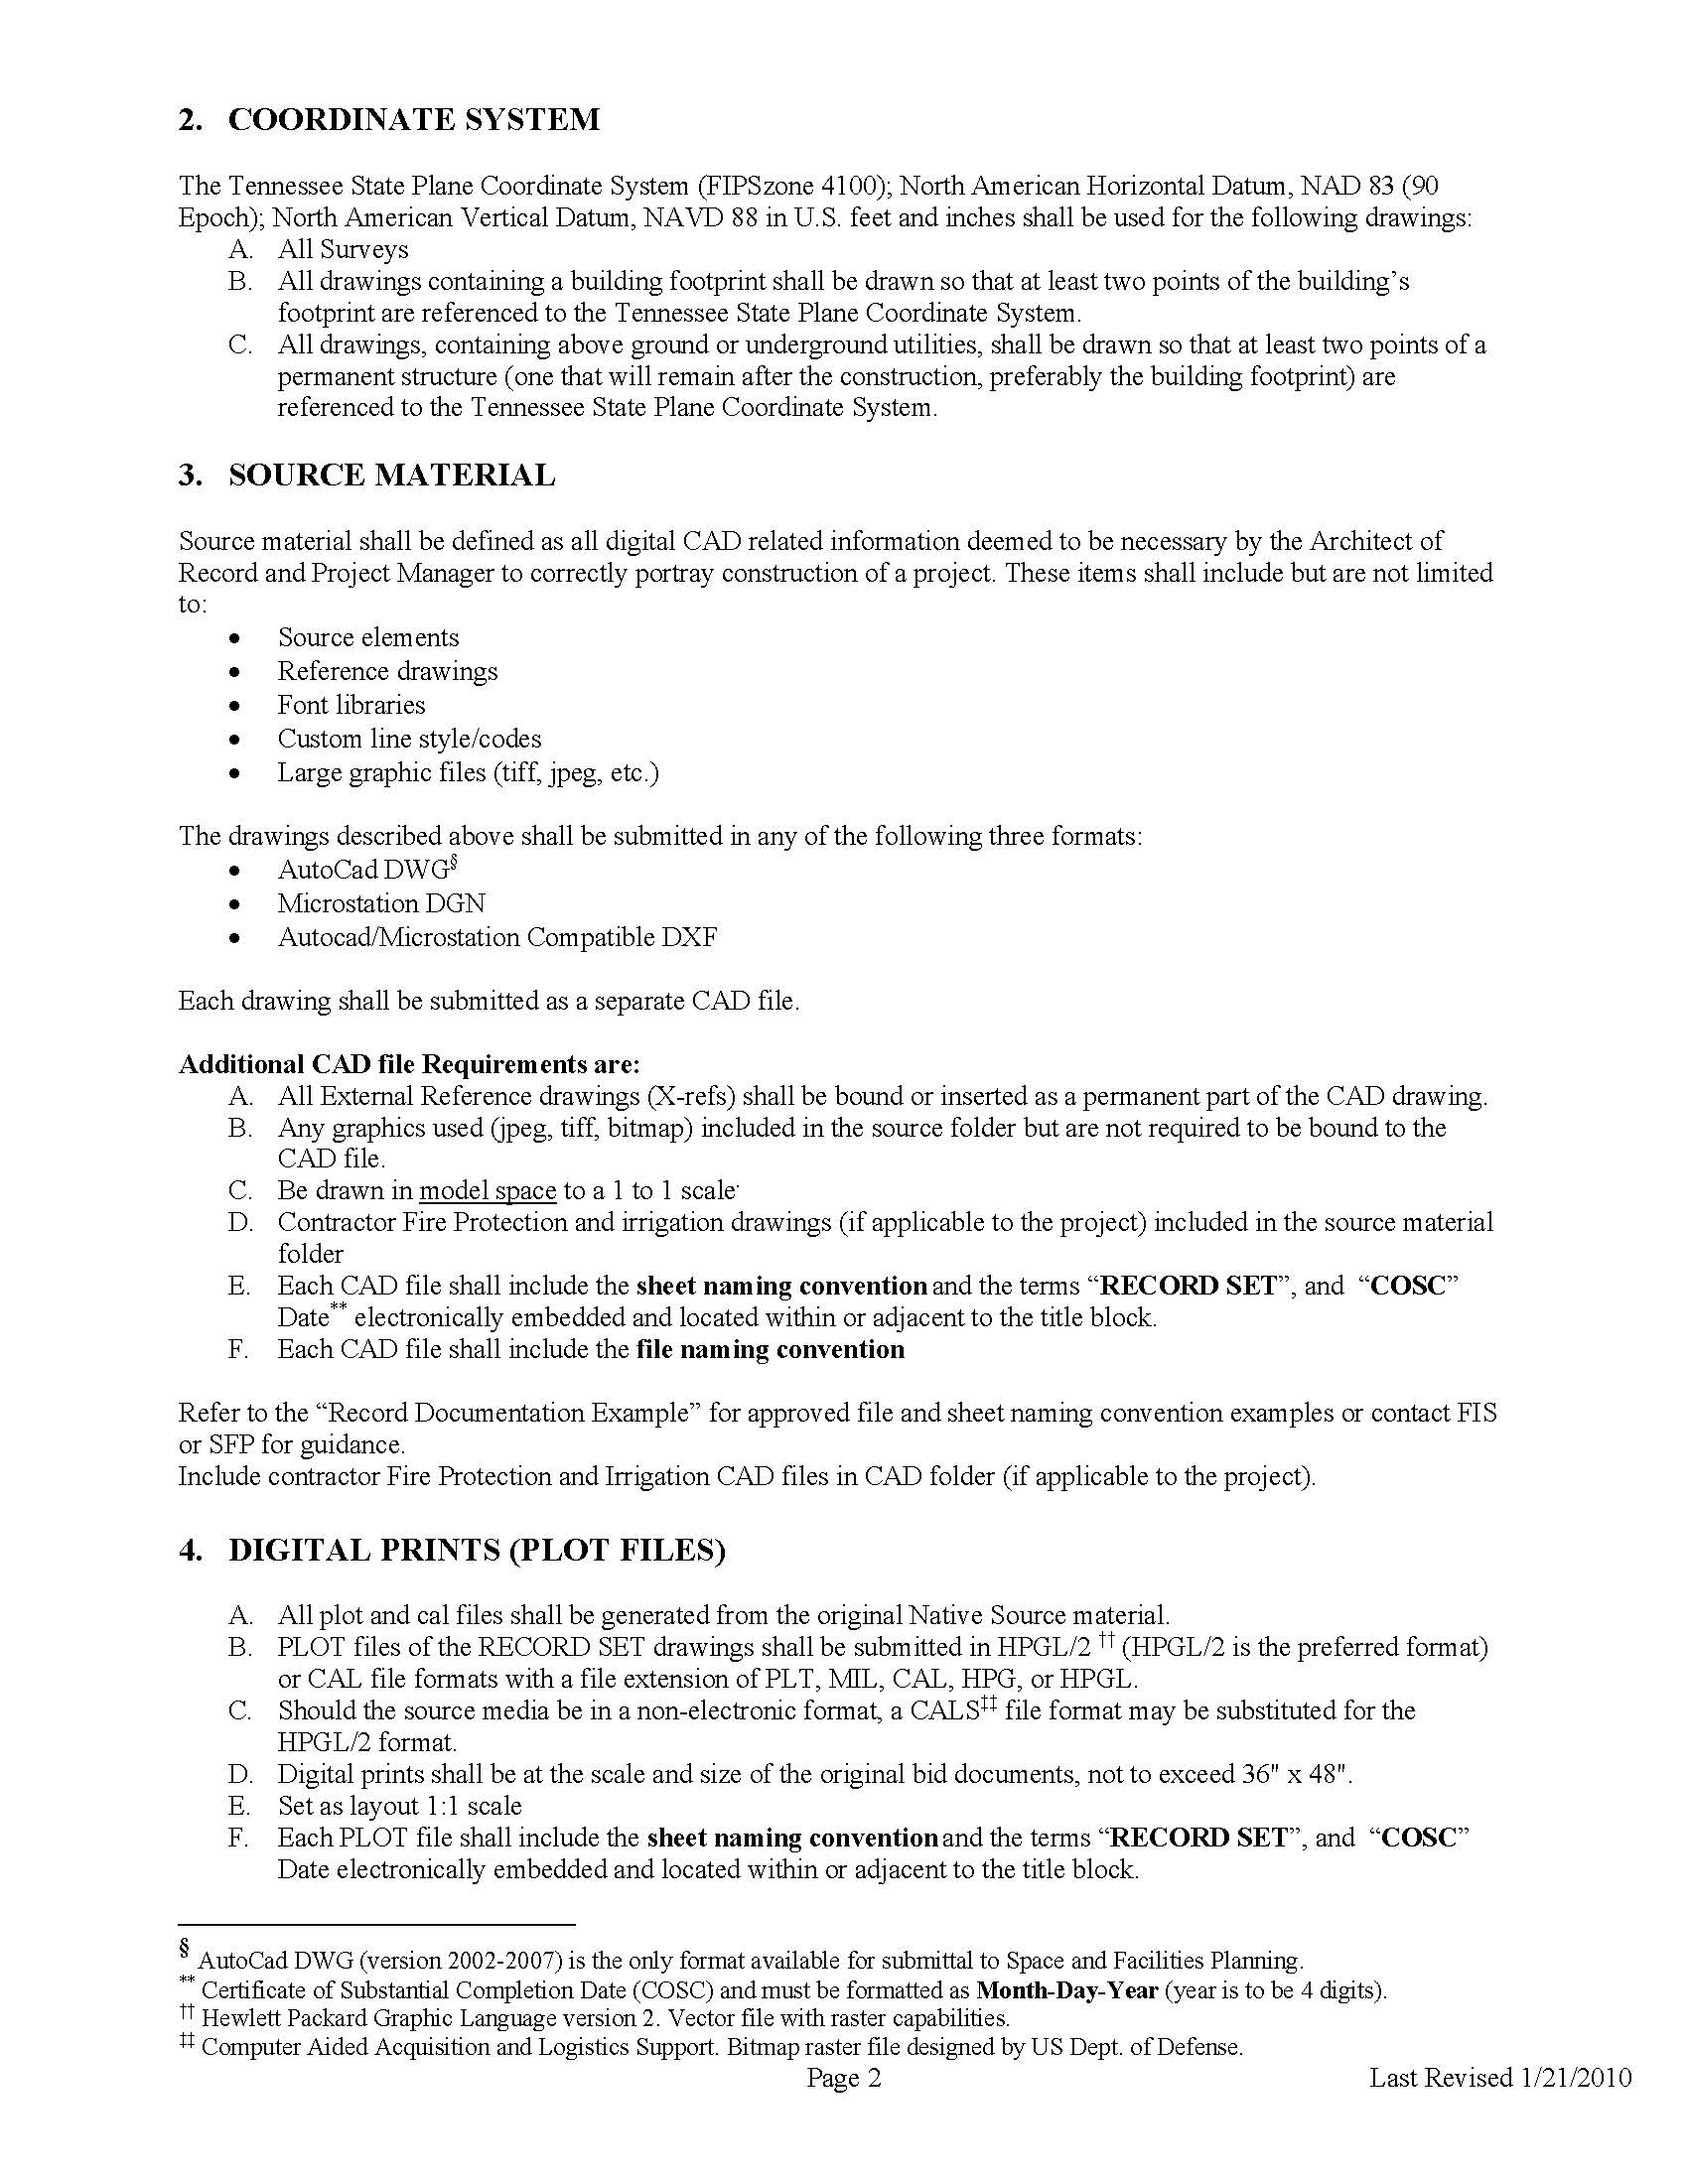 2. COORDINATE SYSTEM
The Tennessee State Plane Coordinate System (FIPSzone 4100); North American Horizontal Datum, NAD 83 (90
Epoch); North American Vertical Datum, NAVD 88 in U.S. feet and inches shall be used for the following drawings:
A. All Surveys
B. All drawings containing a building footprint shall be drawn so that at least two points of the building’s
footprint are referenced to the Tennessee State Plane Coordinate System.
C. All drawings, containing above ground or underground utilities, shall be drawn so that at least two points of a
permanent structure (one that will remain after the construction, preferably the building footprint) are
referenced to the Tennessee State Plane Coordinate System.
3. SOURCE MATERIAL
Source material shall be defined as all digital CAD related information deemed to be necessary by the Architect of
Record and Project Manager to correctly portray construction of a project. These items shall include but are not limited
to:
• Source elements
• Reference drawings
• Font libraries
• Custom line style/codes
• Large graphic files (tiff, jpeg, etc.)
The drawings described above shall be submitted in any of the following three formats:
• AutoCad DWG§
• Microstation DGN
• Autocad/Microstation Compatible DXF
Each drawing shall be submitted as a separate CAD file.
Additional CAD file Requirements are:
A. All External Reference drawings (X-refs) shall be bound or inserted as a permanent part of the CAD drawing.
B. Any graphics used (jpeg, tiff, bitmap) included in the source folder but are not required to be bound to the
CAD file.
C. Be drawn in model space to a 1 to 1 scale.
D. Contractor Fire Protection and irrigation drawings (if applicable to the project) included in the source material
folder
E. Each CAD file shall include the sheet naming convention and the terms “RECORD SET”, and “COSC”
Date** electronically embedded and located within or adjacent to the title block.
F. Each CAD file shall include the file naming convention
Refer to the “Record Documentation Example” for approved file and sheet naming convention examples or contact FIS
or SFP for guidance.
Include contractor Fire Protection and Irrigation CAD files in CAD folder (if applicable to the project).
4. DIGITAL PRINTS (PLOT FILES)
A. All plot and cal files shall be generated from the original Native Source material.
B. PLOT files of the RECORD SET drawings shall be submitted in HPGL/2 †† (HPGL/2 is the preferred format)
or CAL file formats with a file extension of PLT, MIL, CAL, HPG, or HPGL.
C. Should the source media be in a non-electronic format, a CALS‡‡ file format may be substituted for the
HPGL/2 format.
D. Digital prints shall be at the scale and size of the original bid documents, not to exceed 36" x 48".
E. Set as layout 1:1 scale
F. Each PLOT file shall include the sheet naming convention and the terms “RECORD SET”, and “COSC”
Date electronically embedded and located within or adjacent to the title block.
§ AutoCad DWG (version 2002-2007) is the only format available for submittal to Space and Facilities Planning.
** Certificate of Substantial Completion Date (COSC) and must be formatted as Month-Day-Year (year is to be 4 digits).
†† Hewlett Packard Graphic Language version 2. Vector file with raster capabilities.
‡‡ Computer Aided Acquisition and Logistics Support. Bitmap raster file designed by US Dept. of Defense.
Page 2 Last Revised 1/21/2010